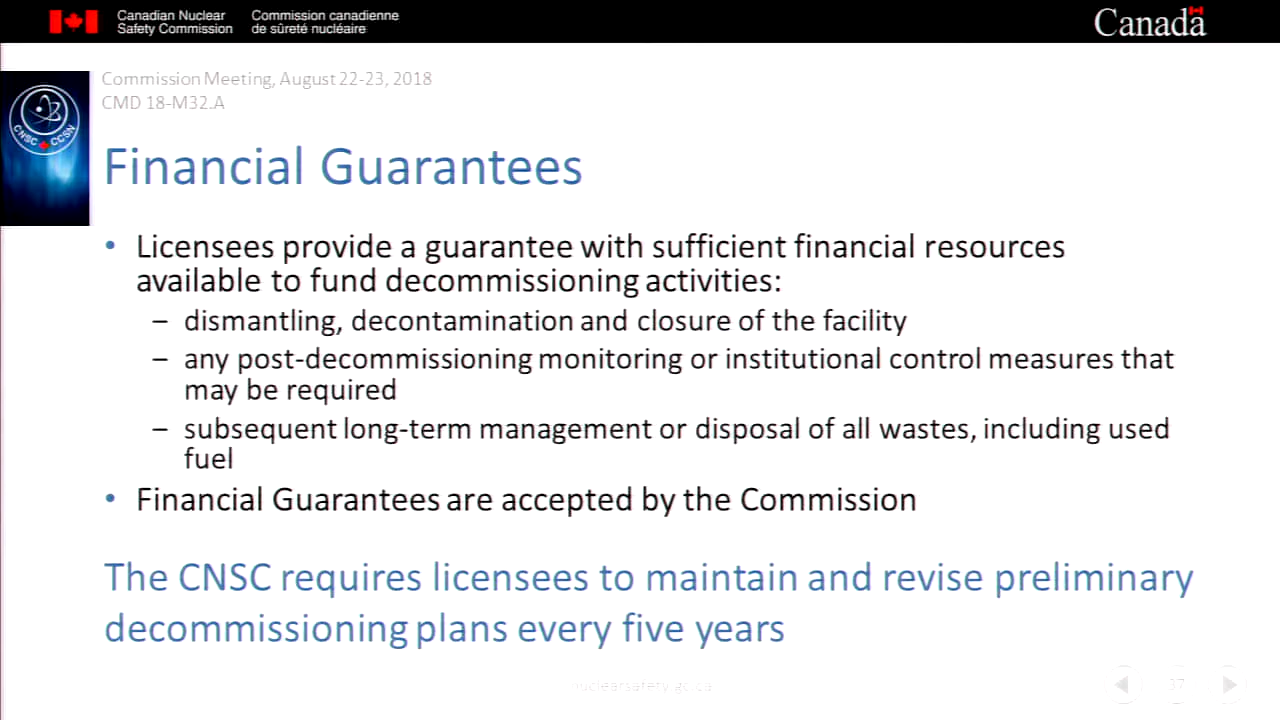 Canadian Nuclear Safety Commission
Commission canadienne de sûreté nucléaire
Canada
Commission Meeting, August 22-23, 2018
CMD 18-M32.A
CNSC CCSN
Financial Guarantees
• Licensees provide a guarantee with sufficient financial resources
available to fund decommissioning activities:
– dismantling, decontamination and closure of the facility
– any post-decommissioning monitoring or institutional control measures that
may be required
– subsequent long-term management or disposal of all wastes, including used
fuel
• Financial Guarantees are accepted by the Commission
The CNSC requires licensees to maintain and revise preliminary
decommissioning plans every five years
nuclearsafety.gc.ca
37